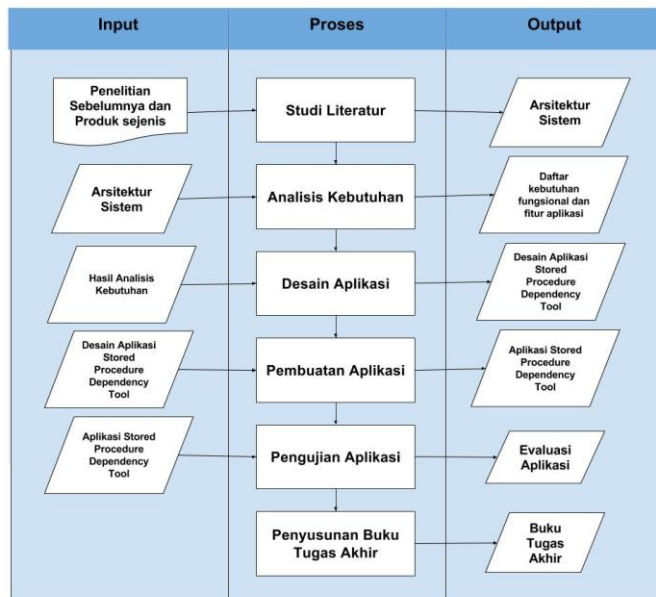 Input
Proses
Output
Penelitian
Sebelumnya dan
Produk sejenis
Studi Literatur
Arsitektur
Sistem
Arsitektur
Sistem
Analisis Kebutuhan
Daftar
kebutuhan
fungsional dan
fitur aplikasi
Hasil Analisis
Kebutuhan
Desain Aplikasi
Desain Aplikasi
Stored
Procedure
Dependency
Tool
Desain Aplikasi
Stored
Procedure
Dependency
Tool
Pembuatan Aplikasi
Aplikasi Stored
Procedure
Dependency
Tool
Aplikasi Stored
Procedure
Dependency
Tool
Pengujian Aplikasi
Evaluasi
Aplikasi
Penyusunan Buku
Tugas Akhir
Buku
Tugas
Akhir